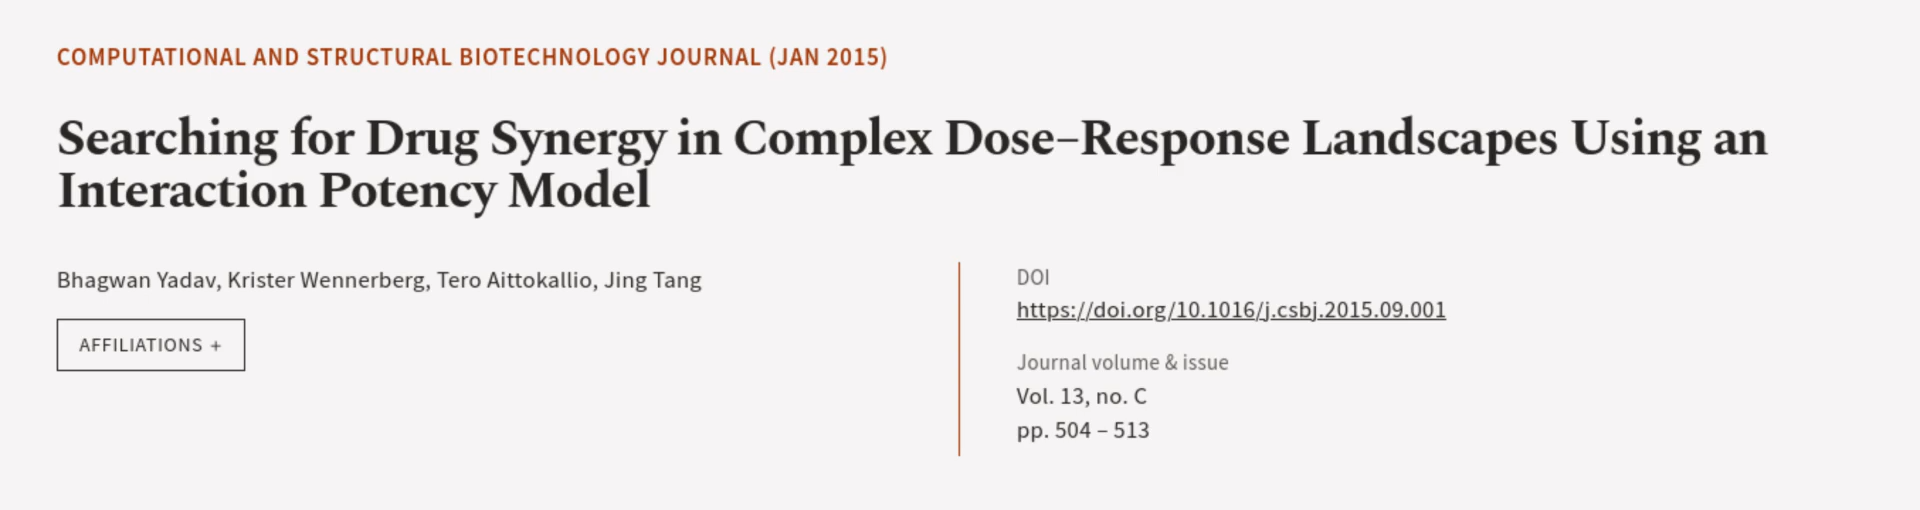 COMPUTATIONAL AND STRUCTURAL BIOTECHNOLOGY JOURNAL (JAN 2015)
Searching for Drug Synergy in Complex Dose–Response Landscapes Using an
Interaction Potency Model
Bhagwan Yadav, Krister Wennerberg, Tero Aittokallio, Jing Tang
AFFILIATIONS +
DOI
https://doi.org/10.1016/j.csbj.2015.09.001
Journal volume & issue
Vol. 13, no. C
pp. 504 – 513